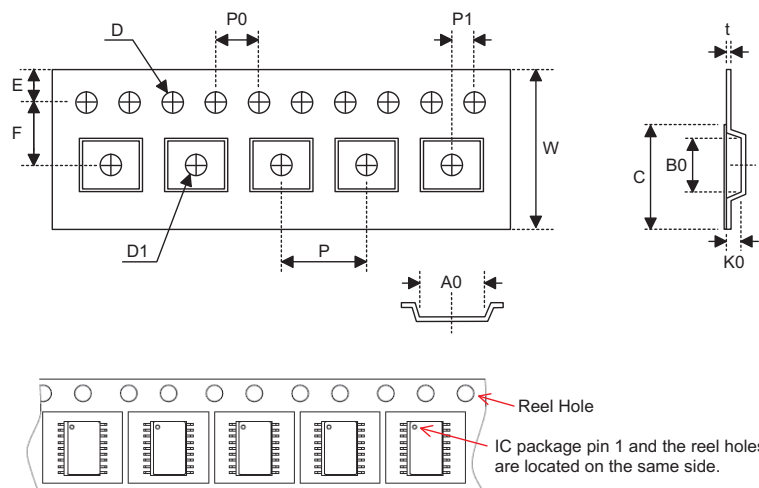 D
P0
P1
t
E
F
W
C
B0
D1
P
K0
A0
Reel Hole
IC package pin 1 and the reel holes
are located on the same side.